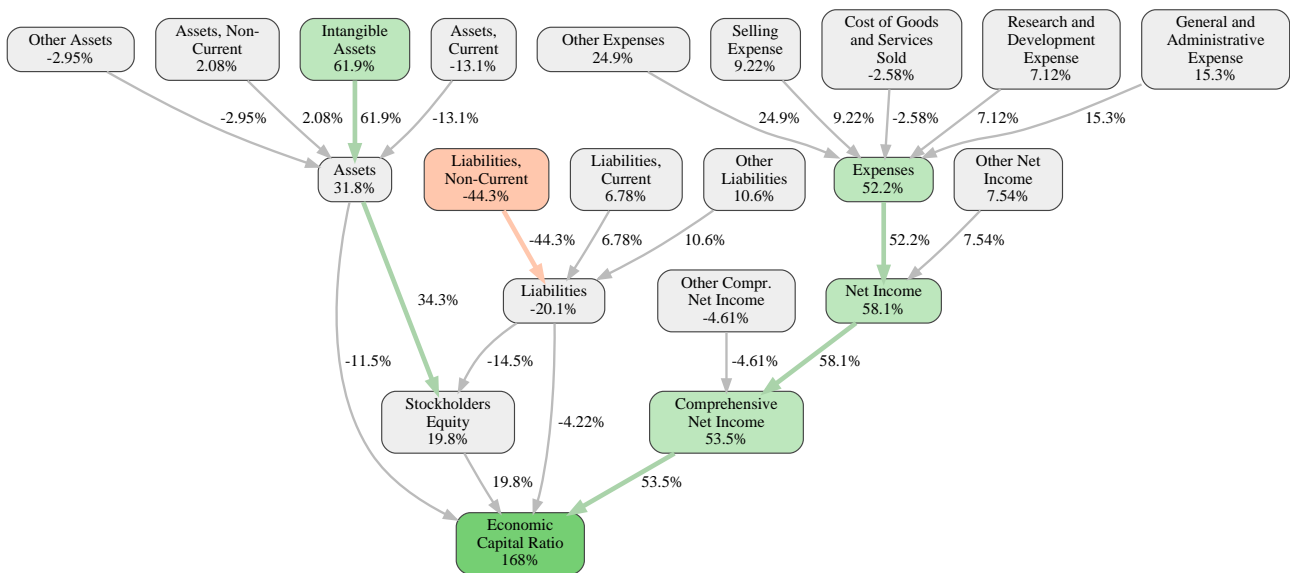 Other Assets
-2.95%
Assets, Non-
Current
2.08%
Intangible
Assets
61.9%
Assets,
Current
-13.1%
Other Expenses
24.9%
Selling
Expense
9.22%
Cost of Goods
and Services
Sold
-2.58%
Research and
Development
Expense
7.12%
General and
Administrative
Expense
15.3%
-2.95%
2.08%
61.9%
-13.1%
24.9%
9.22%
-2.58%
7.12%
15.3%
Assets
31.8%
Liabilities,
Non-Current
-44.3%
Liabilities,
Current
6.78%
Other
Liabilities
10.6%
Expenses
52.2%
Other Net
Income
7.54%
-44.3%
6.78%
10.6%
52.2%
7.54%
34.3%
Liabilities
-20.1%
Other Compr.
Net Income
-4.61%
Net Income
58.1%
-11.5%
-14.5%
-4.61%
58.1%
Stockholders
Equity
19.8%
-4.22%
Comprehensive
Net Income
53.5%
19.8%
53.5%
Economic
Capital Ratio
168%